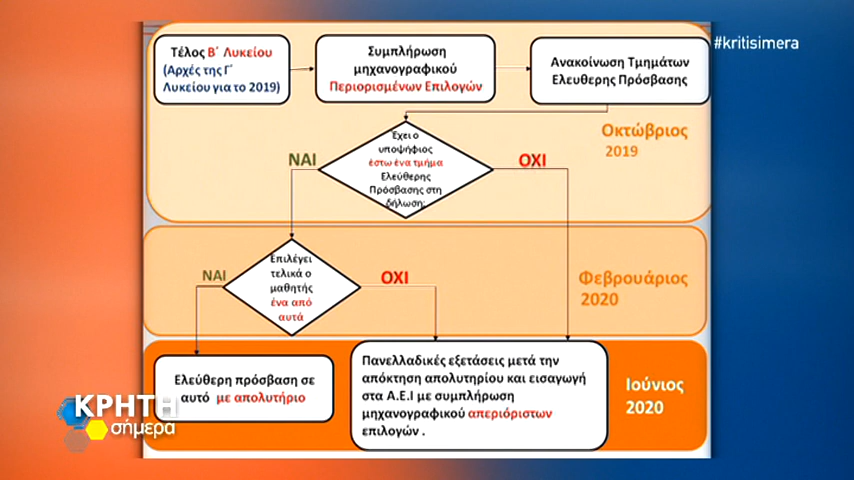 #kritisimera
Τέλος Β΄ Λυκείου
(Αρχές της Γ΄
Λυκείου για το 2019)
Συμπλήρωση
μηχανογραφικού
Περιορισμένων Επιλογών
Ανακοίνωση Τμημάτων
Ελευθερης Πρόσβασης
Οκτώβριος
2019
Έχει ο
υποψήφιος
έστω ένα τμήμα
Ελεύθερης
Πρόσβασης στη
δήλωση;
ΝΑΙ
ΟΧΙ
Φεβρουάριος
2020
Επιλέγει
τελικά ο
μαθητής
ένα από
αυτά
ΝΑΙ
ΟΧΙ
Ελεύθερη πρόσβαση σε
αυτό με απολυτήριο
Πανελλαδικές εξετάσεις μετά την
απόκτηση απολυτηρίου και εισαγωγή
στα Α.Ε.Ι με συμπλήρωση
μηχανογραφικού απεριόριστων
επιλογών .
Ιούνιος
2020
ΚΡΗΤΗ
σήμερα